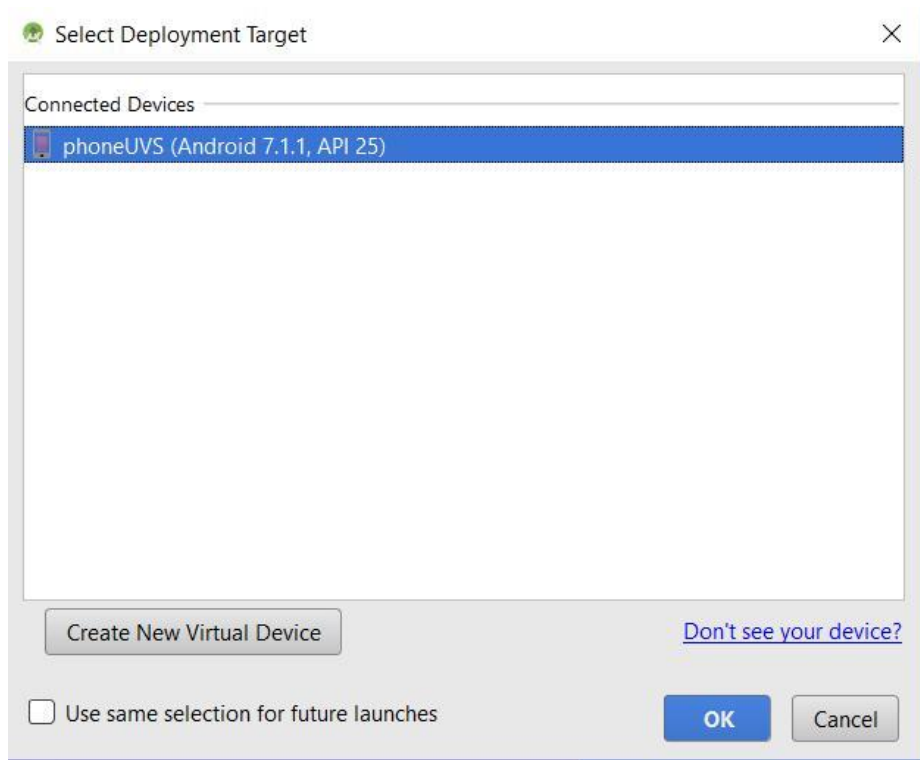 Select Deployment Target
Connected Devices
phoneUVS (Android 7.1.1, API 25)
Create New Virtual Device
Don't see your device?
Use same selection for future launches
OK
Cancel